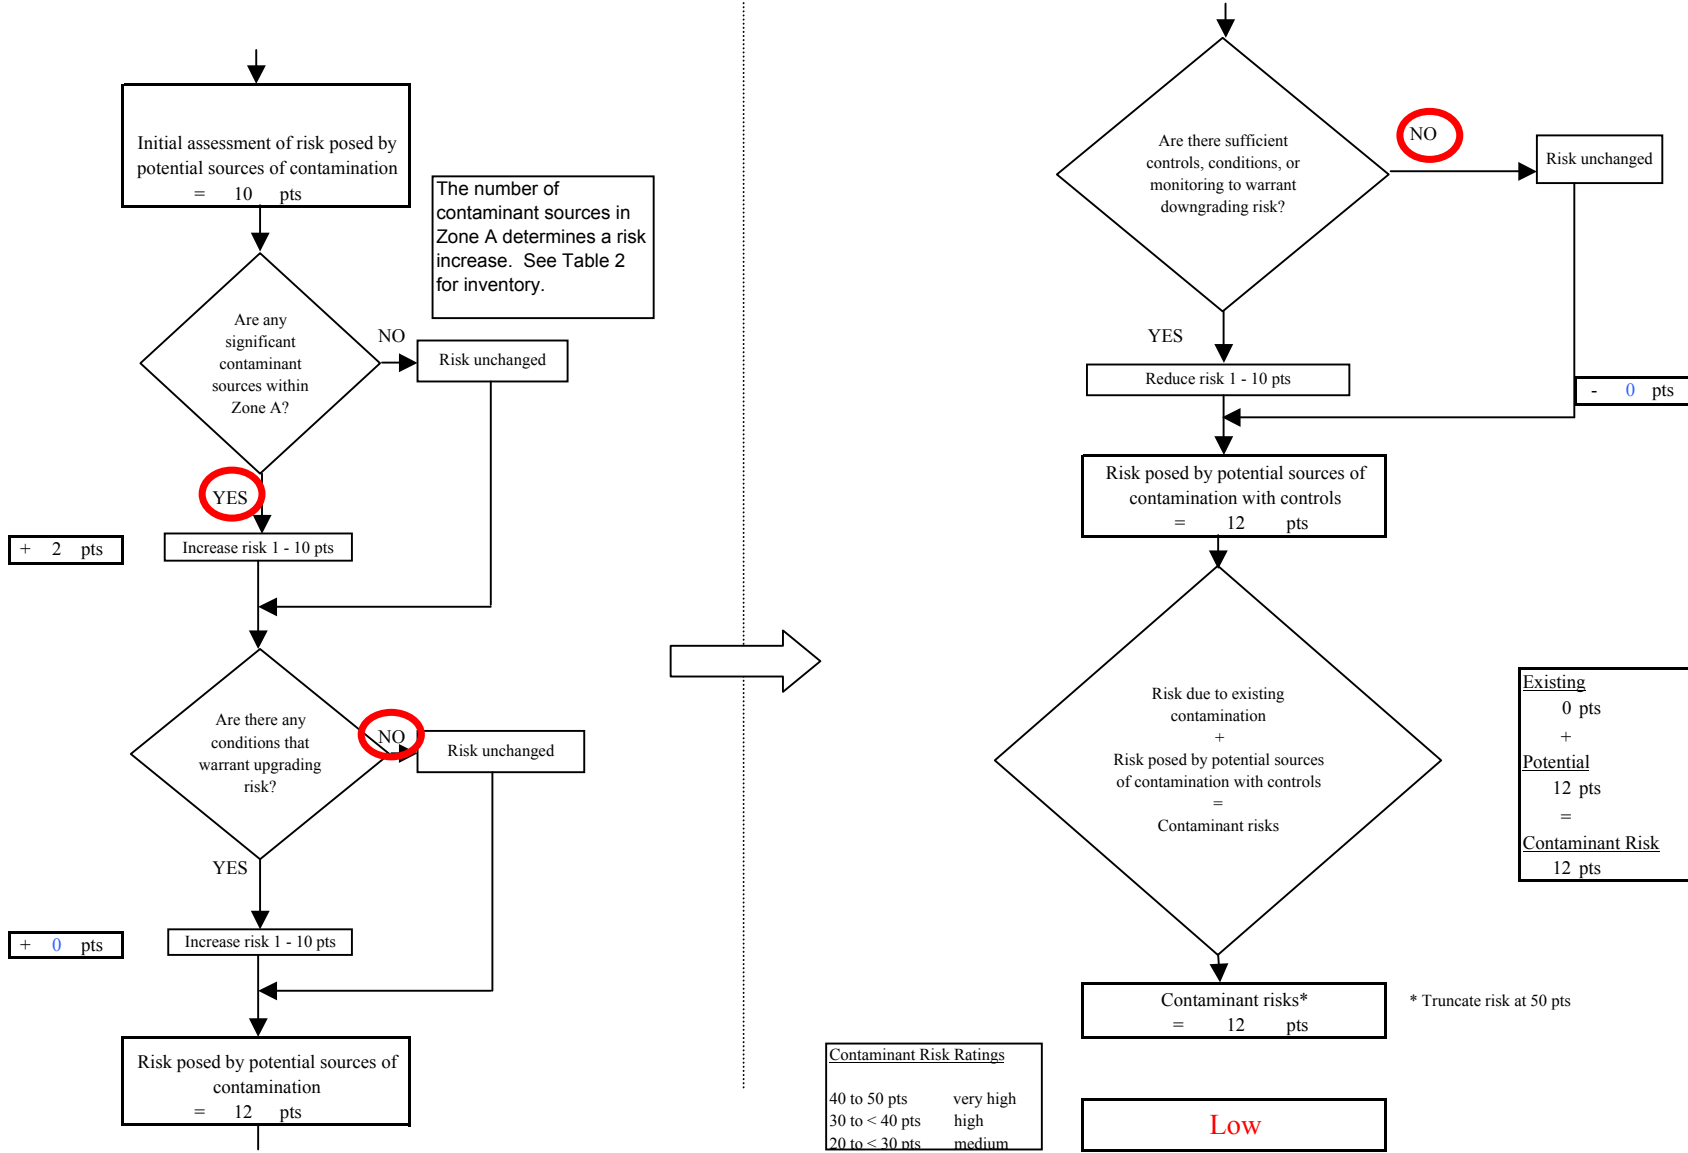 Initial assessment of risk posed by
potential sources of contamination
= 10 pts
The number of
contaminant sources in
Zone A determines a risk
increase. See Table 2
for inventory.
Are any
significant
contaminant
sources within
Zone A?
NO
Risk unchanged
YES
+ 2 pts
Increase risk 1 - 10 pts
Are there any
conditions that
warrant upgrading
risk?
NO
Risk unchanged
YES
+ 0 pts
Increase risk 1 - 10 pts
Risk posed by potential sources of
contamination
= 12 pts
Are there sufficient
controls, conditions, or
monitoring to warrant
downgrading risk?
NO
Risk unchanged
YES
Reduce risk 1 - 10 pts
- 0 pts
Risk posed by potential sources of
contamination with controls
= 12 pts
Risk due to existing
contamination
+
Risk posed by potential sources
of contamination with controls
=
Contaminant risks
Existing
0 pts
+
Potential
12 pts
=
Contaminant Risk
12 pts
Contaminant risks*
= 12 pts
* Truncate risk at 50 pts
Contaminant Risk Ratings
40 to 50 pts very high
30 to < 40 pts high
20 to < 30 pts medium
Low